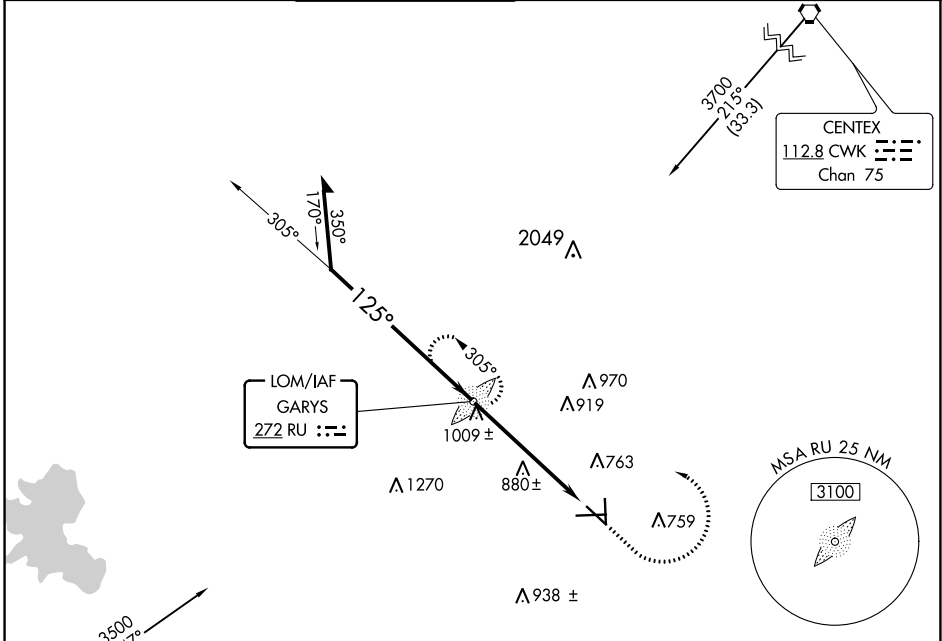 3700
215°
(33.3)
CENTEX
112.8 CWK
Chan 75
305°
170°
350°
2049
125°
305°
LOM/IAF
GARYS
272 RU
970
919
1009 ±
763
1270
880±
759
MSA RU 25 NM
3100
938 ±
3500